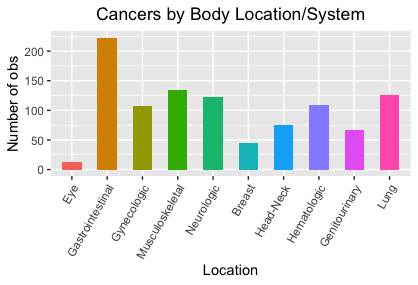 Cancers by Body Location/System
Number of obs
200
150
100
50
0
Eye
Gastrointestinal
Gynecologic
Musculoskeletal
Neurologic
Breast
Head-Neck
Hematologic
Genitourinary
Lung
Location